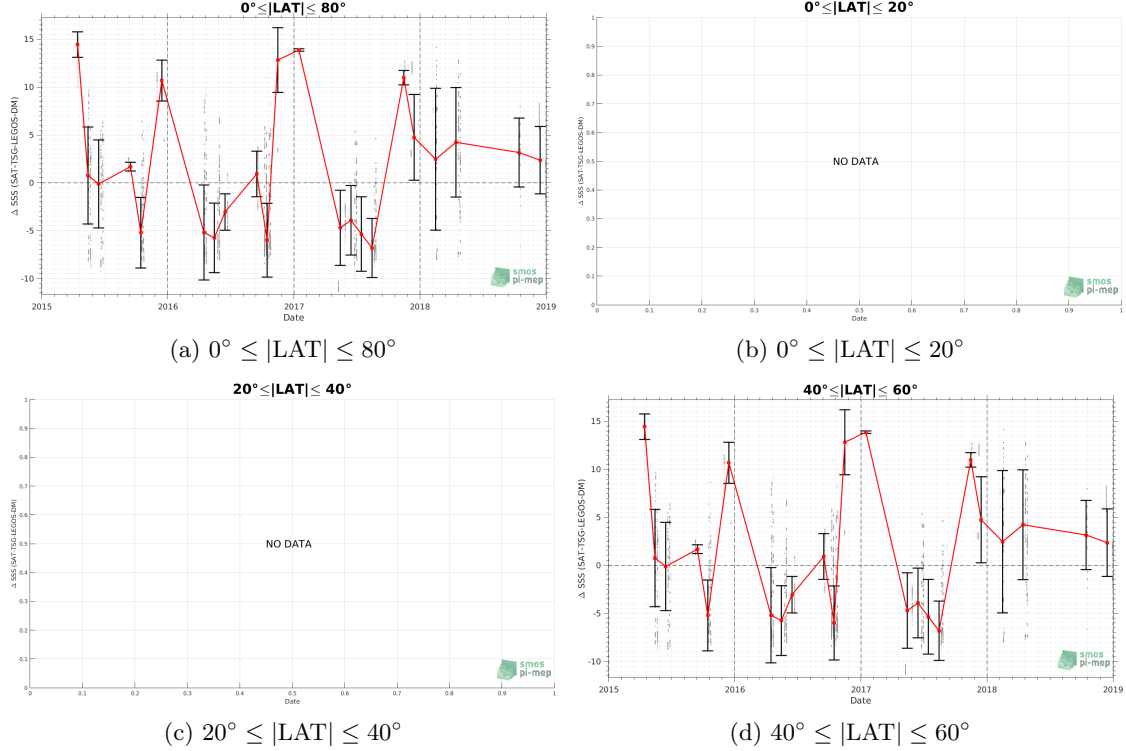 0°≤|LAT|≤ 80°
15
10
5
0
-5
-10
Δ SSS (SAT-TSG-LEGOS-DM)
2015
2016
2017
2018
2019
Date
smos
pi-mep
(a) 0° ≤ |LAT| ≤ 80°
0°≤|LAT|≤ 20°
1
0.9
0.8
0.7
0.6
0.5
0.4
0.3
0.2
0.1
0
Δ SSS (SAT-TSG-LEGOS-DM)
NO DATA
0
0.1
0.2
0.3
0.4
0.5
0.6
0.7
0.8
0.9
1
Date
smos
pi-mep
(b) 0° ≤ |LAT| ≤ 20°
20°≤|LAT|≤ 40°
1
0.9
0.8
0.7
0.6
0.5
0.4
0.3
0.2
0.1
0
Δ SSS (SAT-TSG-LEGOS-DM)
NO DATA
0
0.1
0.2
0.3
0.4
0.5
0.6
0.7
0.8
0.9
1
Date
smos
pi-mep
(c) 20° ≤ |LAT| ≤ 40°
40°≤|LAT|≤ 60°
15
10
5
0
-5
-10
Δ SSS (SAT-TSG-LEGOS-DM)
2015
2016
2017
2018
2019
Date
smos
pi-mep
(d) 40° ≤ |LAT| ≤ 60°